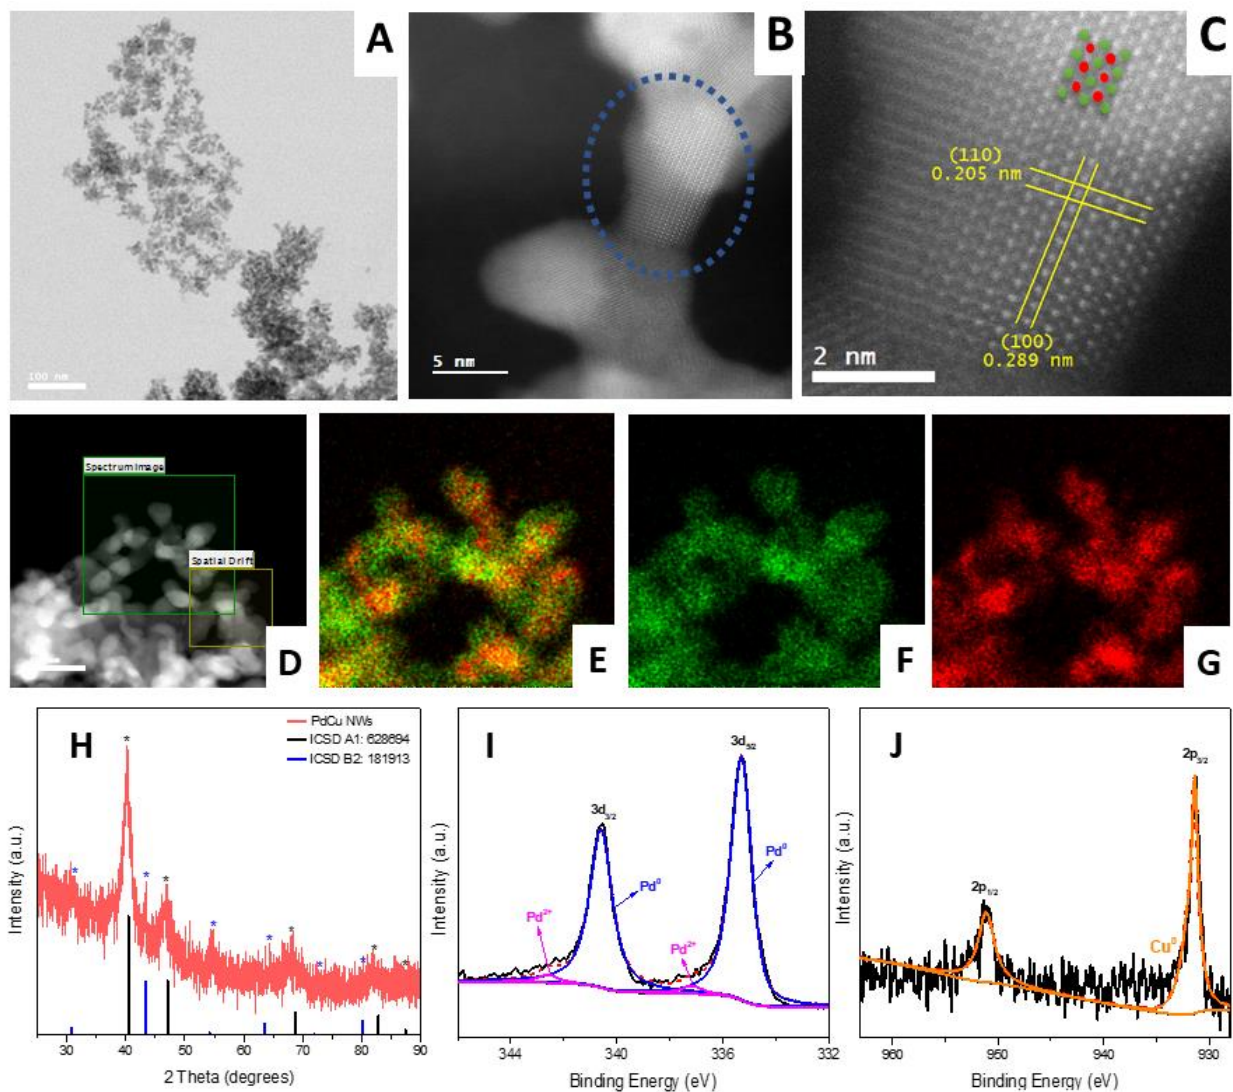 A
100 nm
B
5 nm
C
(110)
0.205 nm
(100)
0.289 nm
2 nm
Spectrum Image
Spatial Drift
D
E
F
G
H
PdCu NWs
ICSD A1: 628694
ICSD B2: 181913
* * * * * * * * * * *
Intensity (a.u.)
30 40 50 60 70 80 90
2 Theta (degrees)
I
3d5/2
3d3/2
Pd0
Pd0
Pd2+
Pd2+
Intensity (a.u.)
344 340 336 332
Binding Energy (eV)
J
2p3/2
2p1/2
Cu0
Intensity (a.u.)
960 950 940 930
Binding Energy (eV)